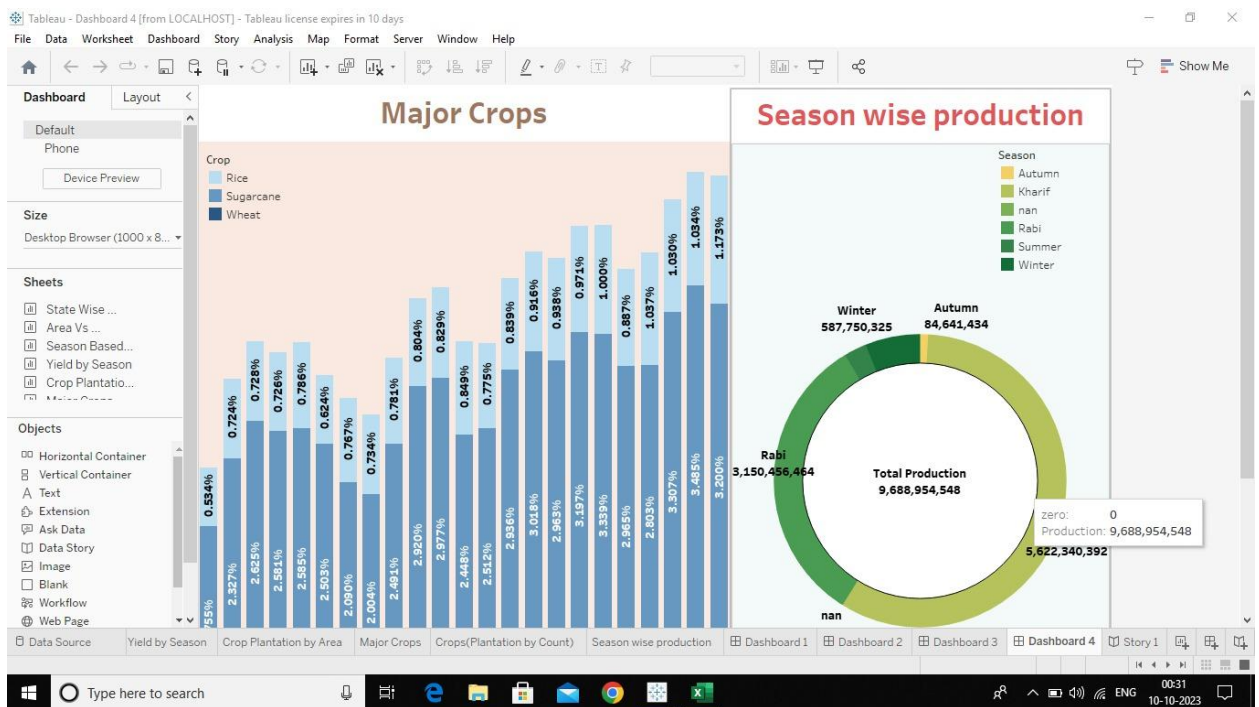 Tableau - Dashboard 4 [from LOCALHOST] - Tableau license expires in 10 days
File Data Worksheet Dashboard Story Analysis Map Format Server Window Help
Show Me
Dashboard Layout
Default
Phone
Device Preview
Size
Desktop Browser (1000 x 8...
Sheets
State Wise ...
Area Vs ...
Season Based...
Yield by Season
Crop Plantatio...
Major Crops
Objects
Horizontal Container
Vertical Container
A Text
Extension
Ask Data
Data Story
Image
Blank
Workflow
Web Page
Major Crops
Crop
Rice
Sugarcane
Wheat
0.534%
0.724%
0.728%
0.726%
0.786%
0.624%
0.767%
0.734%
0.781%
0.804%
0.829%
0.849%
0.775%
0.839%
0.916%
0.938%
0.971%
1.000%
0.887%
1.037%
1.030%
1.034%
1.173%
755%
2.327%
2.625%
2.581%
2.585%
2.503%
2.090%
2.004%
2.491%
2.920%
2.977%
2.448%
2.512%
2.936%
3.018%
2.963%
3.197%
3.339%
2.965%
2.803%
3.307%
3.485%
3.200%
Season wise production
Season
Autumn
Kharif
nan
Rabi
Summer
Winter
Winter
587,750,325
Autumn
84,641,434
Rabi
3,150,456,464
Total Production
9,688,954,548
zero: 0
Production: 9,688,954,548
5,622,340,392
nan
Data Source Yield by Season Crop Plantation by Area Major Crops Crops(Plantation by Count) Season wise production Dashboard 1 Dashboard 2 Dashboard 3 Dashboard 4 Story 1
Type here to search
ENG
00:31
10-10-2023